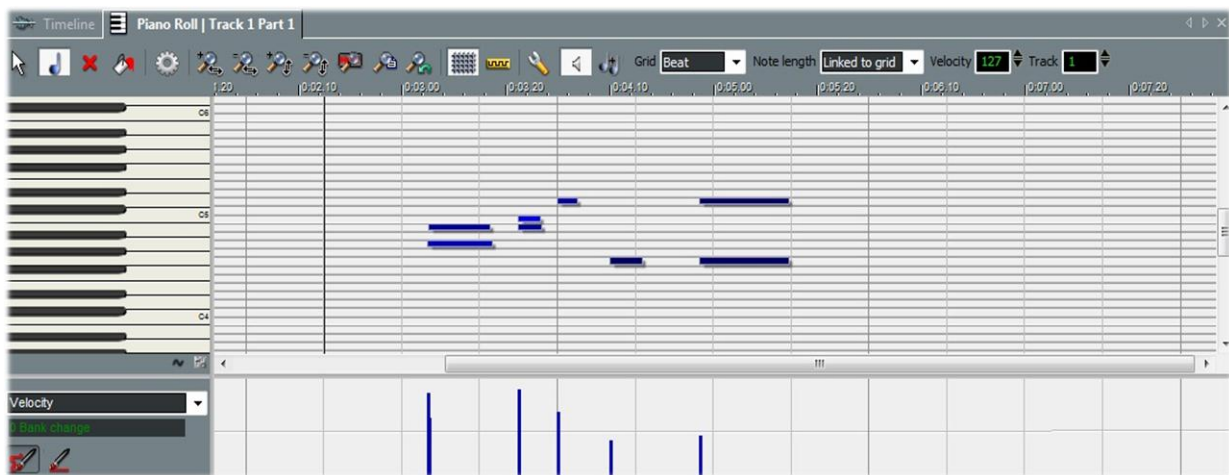 Timeline Piano Roll | Track 1 Part 1
Grid Beat Note length Linked to grid Velocity 127 Track 1
1.20 0:02.10 0:03.00 0:03.20 0:04.10 0:05.00 0:05.20 0:06.10 0:07.00 0:07.20
C6
C5
C4
Velocity
0 Bank change